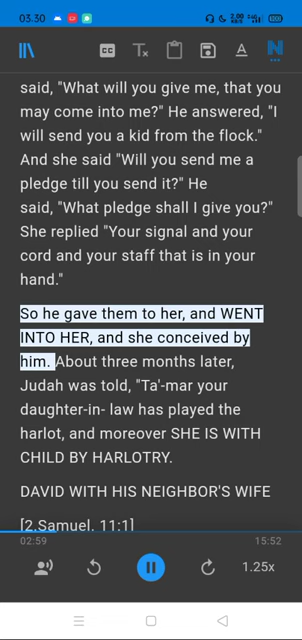 03.30
2.00
KB/S
CC
said, "What will you give me, that you
may come into me?" He answered, "I
will send you a kid from the flock."
And she said "Will you send me a
pledge till you send it?" He
said, "What pledge shall I give you?"
She replied "Your signal and your
cord and your staff that is in your
hand."
So he gave them to her, and WENT
INTO HER, and she conceived by
him. About three months later,
Judah was told, "Ta'-mar your
daughter-in- law has played the
harlot, and moreover SHE IS WITH
CHILD BY HARLOTRY.
DAVID WITH HIS NEIGHBOR'S WIFE
[2.Samuel. 11:1]
02:59
15:52
1.25x